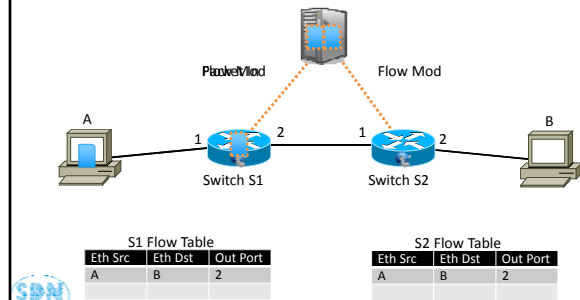 Flow Mod
A
B
1
2
1
2
Switch S1
Switch S2
S1 Flow Table
S2 Flow Table
Eth Src Eth Dst Out Port
Eth Src Eth Dst Out Port
A B 2
A B 2
SDN